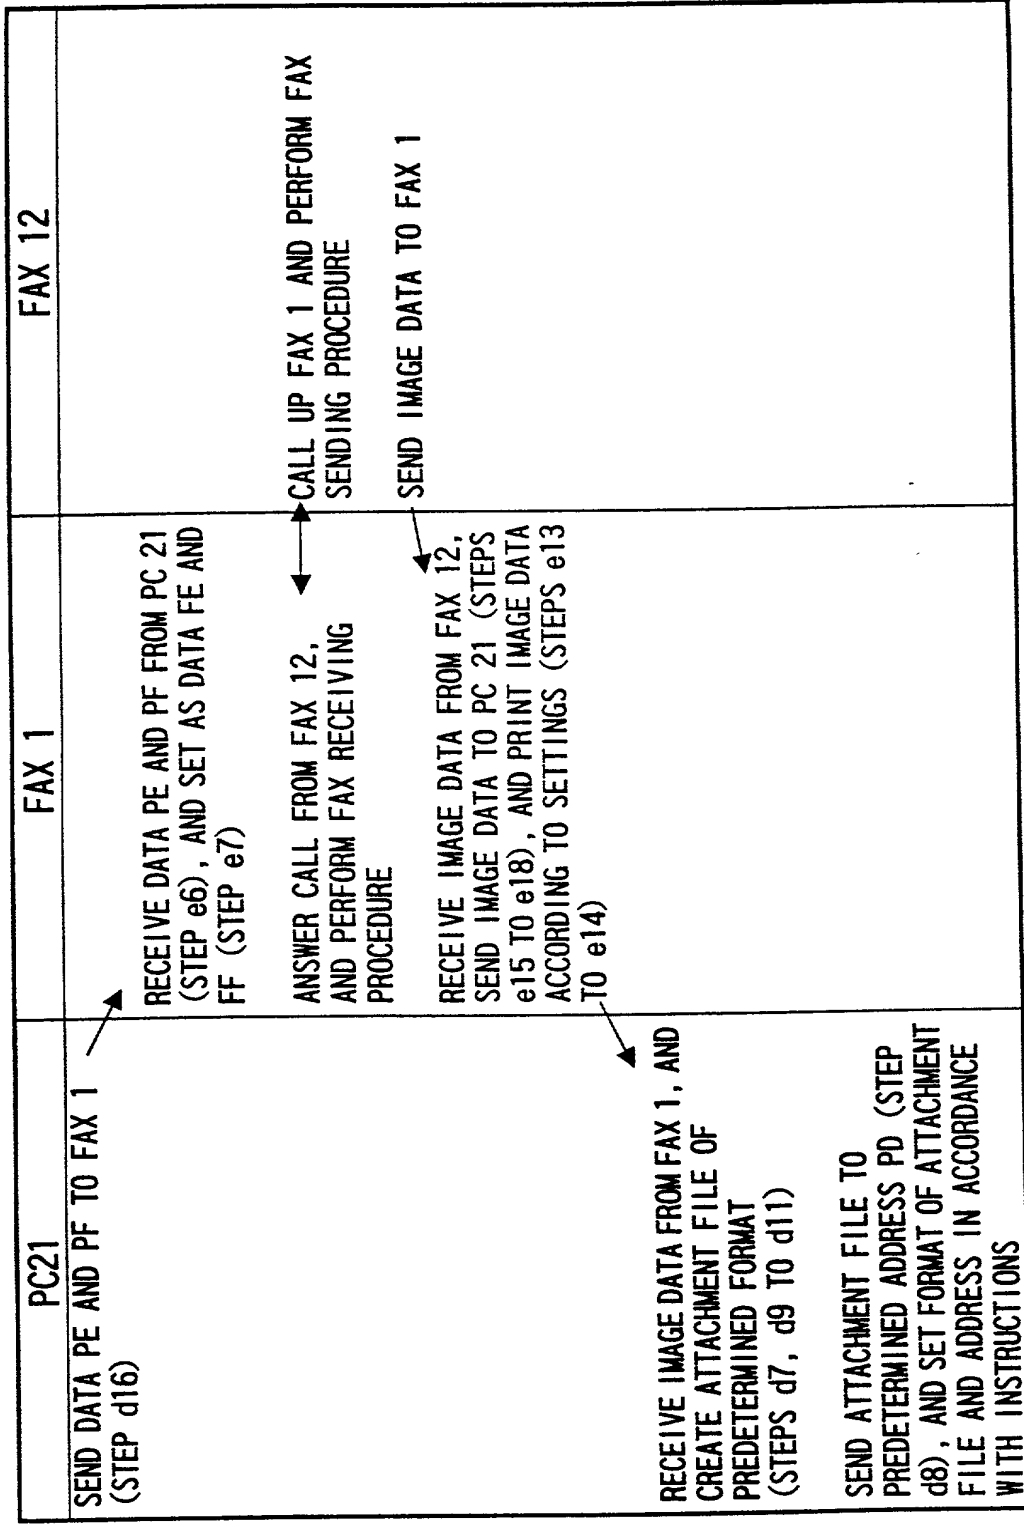 PC21
FAX 1
FAX 12
SEND DATA PE AND PF TO FAX 1
(STEP d16)
RECEIVE DATA PE AND PF FROM PC 21
(STEP e6), AND SET AS DATA FE AND
FF (STEP e7)
ANSWER CALL FROM FAX 12,
AND PERFORM FAX RECEIVING
PROCEDURE
CALL UP FAX 1 AND PERFORM FAX
SENDING PROCEDURE
SEND IMAGE DATA TO FAX 1
RECEIVE IMAGE DATA FROM FAX 12,
SEND IMAGE DATA TO PC 21 (STEPS
e15 TO e18), AND PRINT IMAGE DATA
ACCORDING TO SETTINGS (STEPS e13
TO e14)
RECEIVE IMAGE DATA FROM FAX 1, AND
CREATE ATTACHMENT FILE OF
PREDETERMINED FORMAT
(STEPS d7, d9 TO d11)
SEND ATTACHMENT FILE TO
PREDETERMINED ADDRESS PD (STEP
d8), AND SET FORMAT OF ATTACHMENT
FILE AND ADDRESS IN ACCORDANCE
WITH INSTRUCTIONS